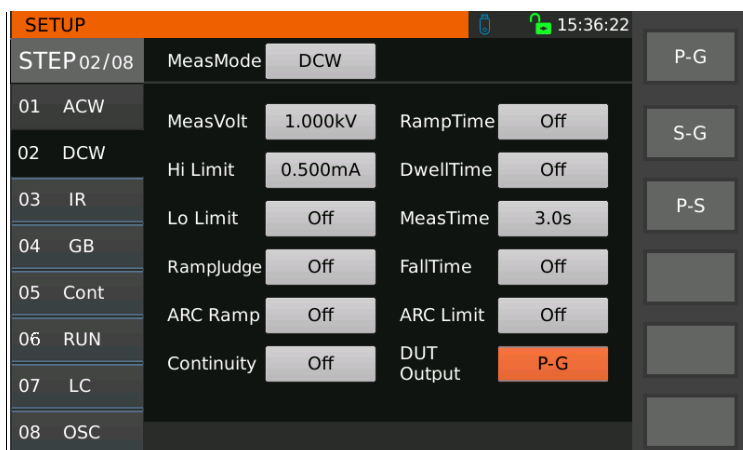 SETUP 15:36:22
STEP 02/08 MeasMode DCW
P-G
S-G
P-S
01 ACW
02 DCW
03 IR
04 GB
05 Cont
06 RUN
07 LC
08 OSC
MeasVolt 1.000kV RampTime Off
Hi Limit 0.500mA DwellTime Off
Lo Limit Off MeasTime 3.0s
RampJudge Off FallTime Off
ARC Ramp Off ARC Limit Off
Continuity Off DUT Output P-G